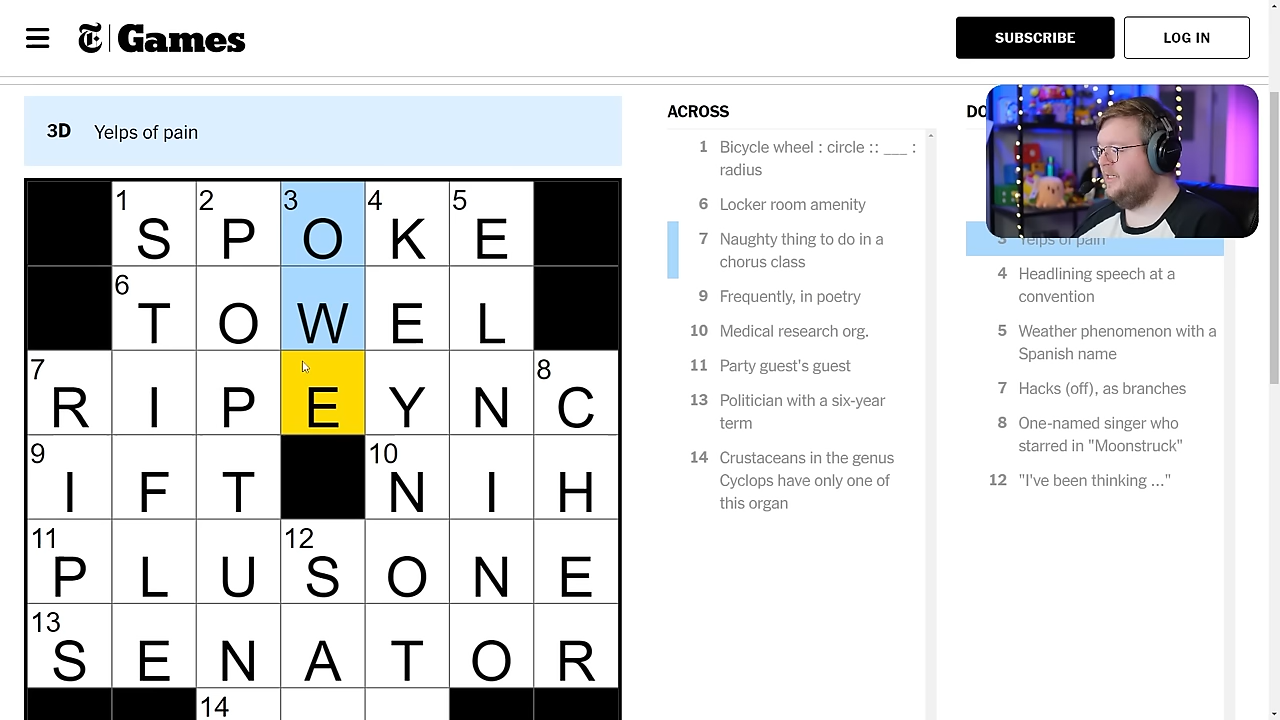 Games
SUBSCRIBE
LOG IN
3D Yelps of pain
1 2 3 4 5
S P O K E
6
T O W E L
7 8
R I P E Y N C
9 10
I F T N I H
11 12
P L U S O N E
13
S E N A T O R
14
ACROSS
1 Bicycle wheel : circle :: ___ :
radius
6 Locker room amenity
7 Naughty thing to do in a
chorus class
9 Frequently, in poetry
10 Medical research org.
11 Party guest's guest
13 Politician with a six-year
term
14 Crustaceans in the genus
Cyclops have only one of
this organ
DO
3 Yelps of pain
4 Headlining speech at a
convention
5 Weather phenomenon with a
Spanish name
7 Hacks (off), as branches
8 One-named singer who
starred in "Moonstruck"
12 "I've been thinking ..."